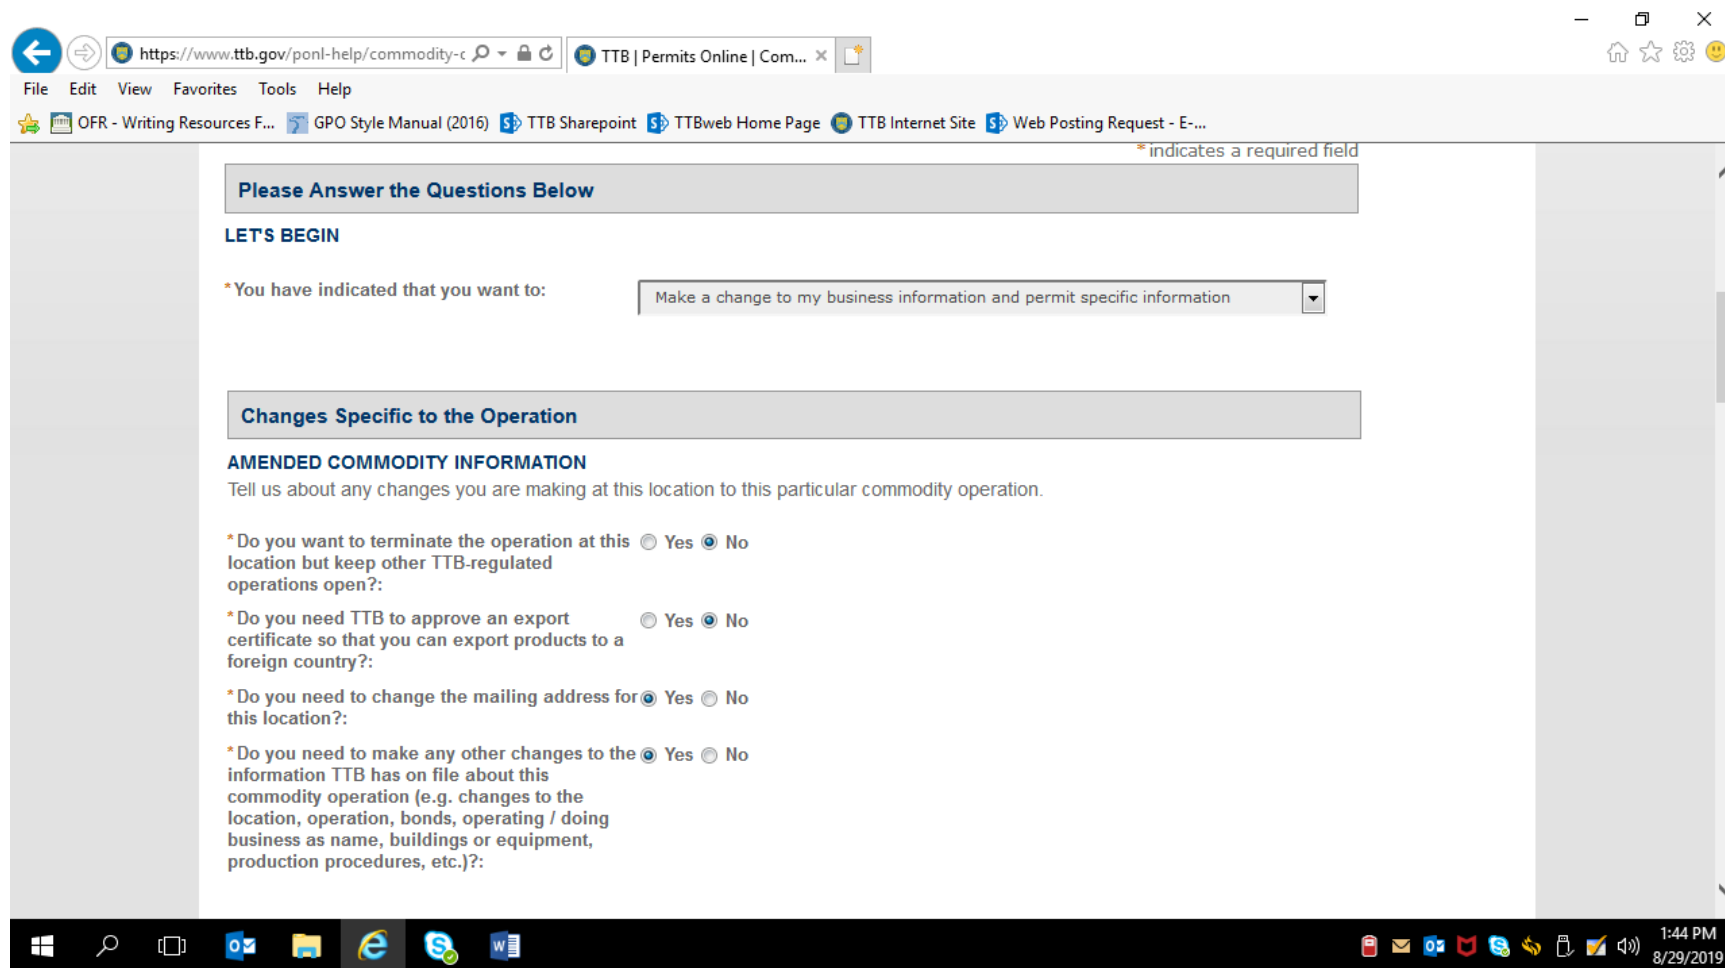 https://www.ttb.gov/ponl-help/commodity-c
TTB | Permits Online | Com...
File Edit View Favorites Tools Help
OFR - Writing Resources F... GPO Style Manual (2016) TTB Sharepoint TTBweb Home Page TTB Internet Site Web Posting Request - E-...
* indicates a required field
Please Answer the Questions Below
LET'S BEGIN
*You have indicated that you want to: Make a change to my business information and permit specific information
Changes Specific to the Operation
AMENDED COMMODITY INFORMATION
Tell us about any changes you are making at this location to this particular commodity operation.
*Do you want to terminate the operation at this Yes No
location but keep other TTB-regulated
operations open?:
*Do you need TTB to approve an export Yes No
certificate so that you can export products to a
foreign country?:
*Do you need to change the mailing address for Yes No
this location?:
*Do you need to make any other changes to the Yes No
information TTB has on file about this
commodity operation (e.g. changes to the
location, operation, bonds, operating / doing
business as name, buildings or equipment,
production procedures, etc.)?:
1:44 PM
8/29/2019